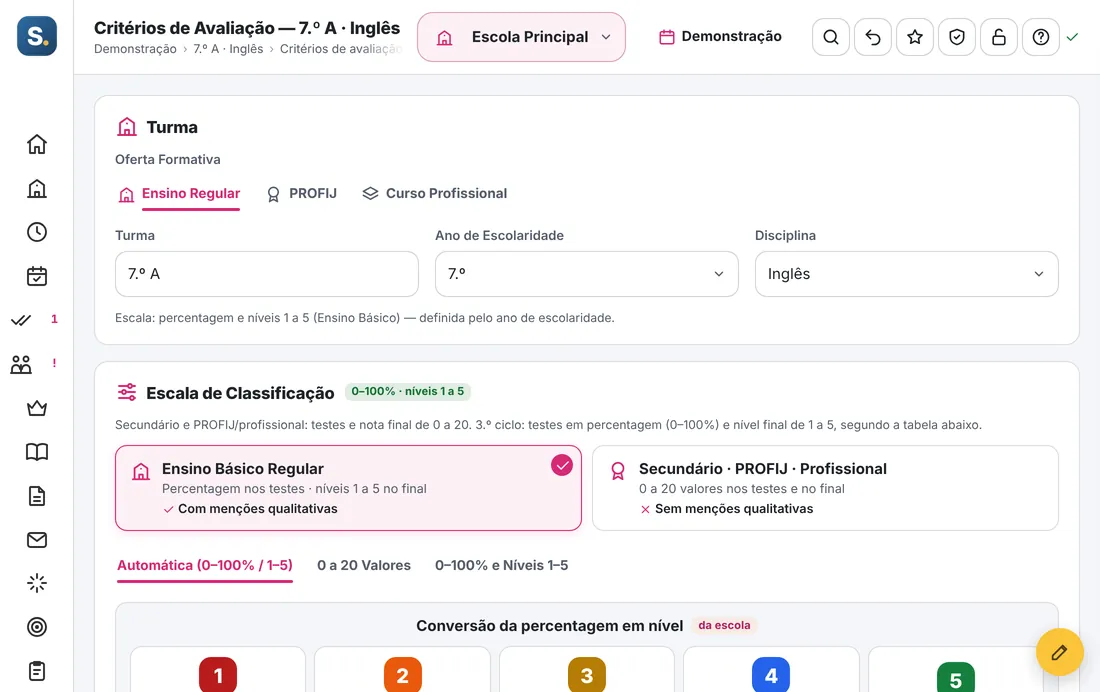 S.
Critérios de Avaliação — 7.º A · Inglês
Demonstração › 7.º A · Inglês › Critérios de avaliação
Escola Principal
Demonstração
1
!
Turma
Oferta Formativa
Ensino Regular
PROFIJ
Curso Profissional
Turma
Ano de Escolaridade
Disciplina
7.º A
7.º
Inglês
Escala: percentagem e níveis 1 a 5 (Ensino Básico) — definida pelo ano de escolaridade.
Escala de Classificação
0–100% · níveis 1 a 5
Secundário e PROFIJ/profissional: testes e nota final de 0 a 20. 3.º ciclo: testes em percentagem (0–100%) e nível final de 1 a 5, segundo a tabela abaixo.
Ensino Básico Regular
Percentagem nos testes · níveis 1 a 5 no final
Com menções qualitativas
Secundário · PROFIJ · Profissional
0 a 20 valores nos testes e no final
Sem menções qualitativas
Automática (0–100% / 1–5)
0 a 20 Valores
0–100% e Níveis 1–5
Conversão da percentagem em nível
da escola
1
2
3
4
5